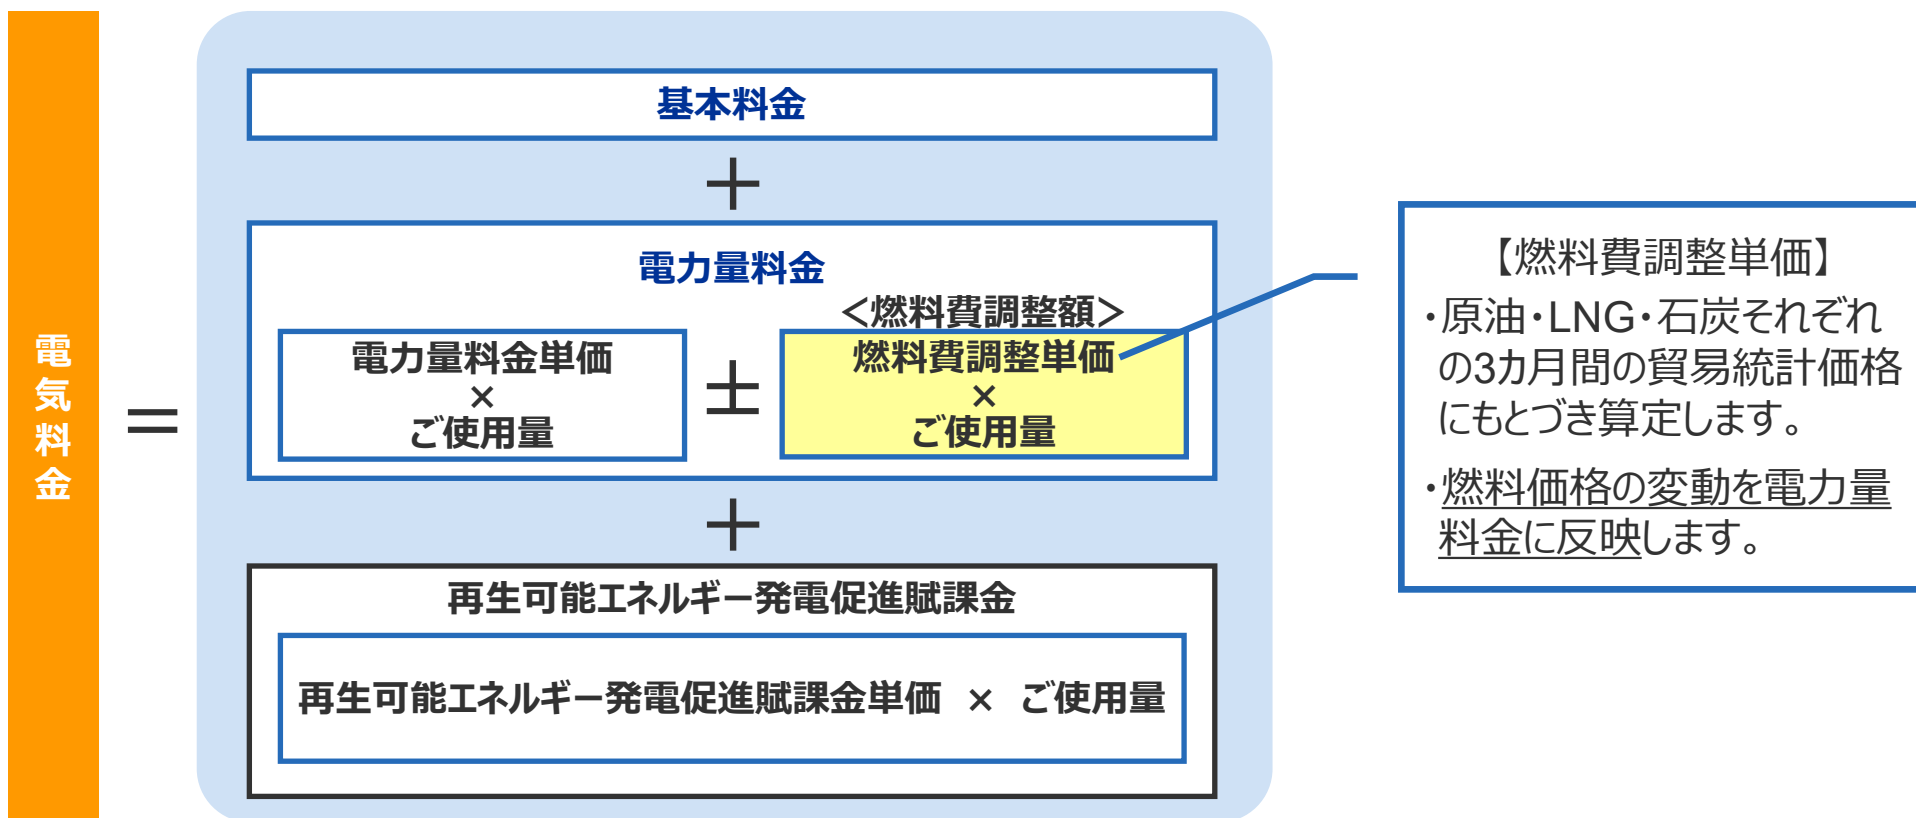 電気料金
＝
基本料金
＋
電力量料金
＜燃料費調整額＞
電力量料金単価
×
ご使用量
±
燃料費調整単価
×
ご使用量
＋
再生可能エネルギー発電促進賦課金
再生可能エネルギー発電促進賦課金単価 × ご使用量
【燃料費調整単価】
・原油・LNG・石炭それぞれ
の3カ月間の貿易統計価格
にもとづき算定します。
・燃料価格の変動を電力量
料金に反映します。